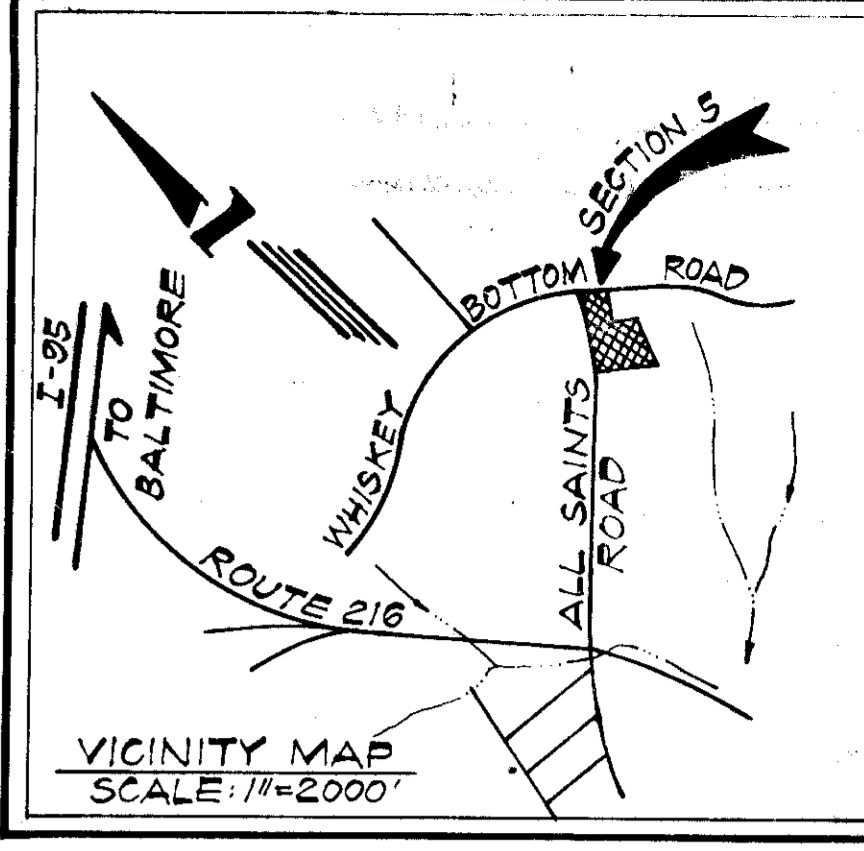 SECTION 5
WHISKEY BOTTOM ROAD
I-95
TO
BALTIMORE
ALL SAINTS
ROAD
ROUTE 216
VICINITY MAP
SCALE: 1"=2000'